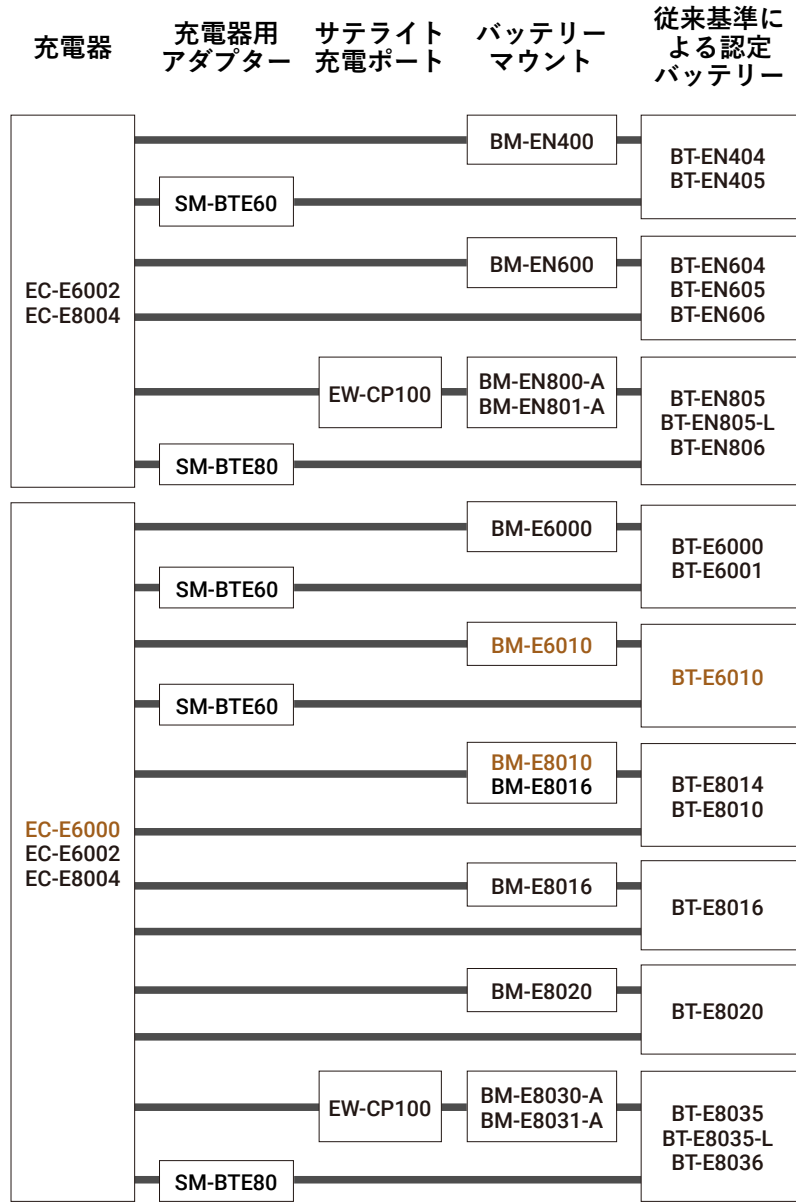 充電器
充電器用
アダプター
サテライト
充電ポート
バッテリー
マウント
従来基準に
よる認定
バッテリー
EC-E6002
EC-E8004
BM-EN400
BT-EN404
BT-EN405
SM-BTE60
BM-EN600
BT-EN604
BT-EN605
BT-EN606
EW-CP100
BM-EN800-A
BM-EN801-A
BT-EN805
BT-EN805-L
BT-EN806
SM-BTE80
EC-E6000
EC-E6002
EC-E8004
BM-E6000
BT-E6000
BT-E6001
SM-BTE60
BM-E6010
BT-E6010
SM-BTE60
BM-E8010
BM-E8016
BT-E8014
BT-E8010
BM-E8016
BT-E8016
BM-E8020
BT-E8020
EW-CP100
BM-E8030-A
BM-E8031-A
BT-E8035
BT-E8035-L
BT-E8036
SM-BTE80